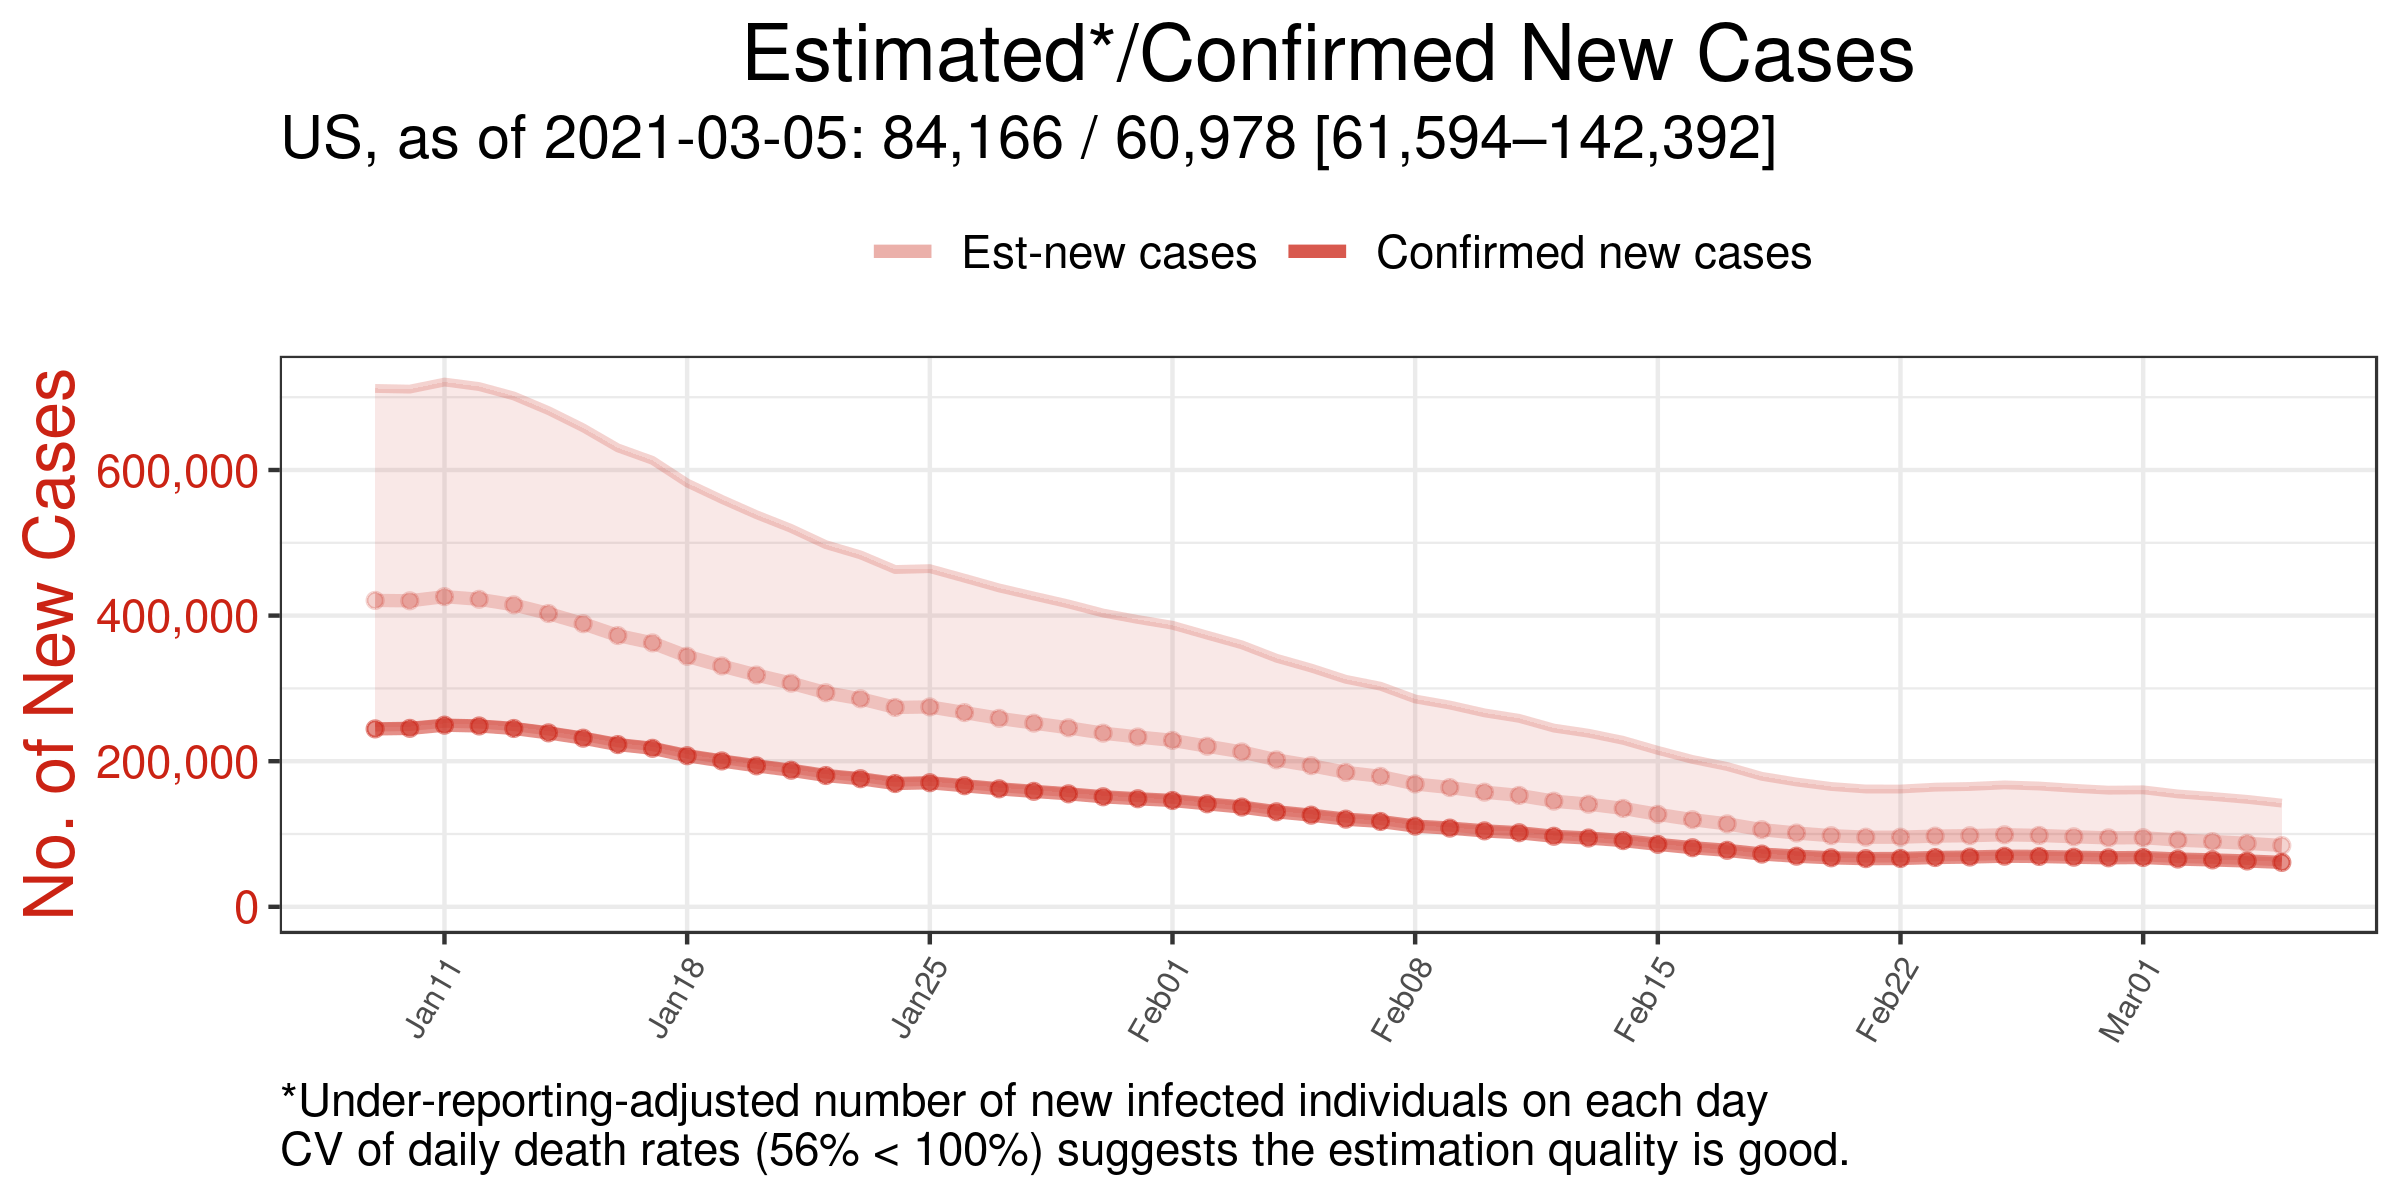 Estimated*/Confirmed New Cases
US, as of 2021-03-05: 84,166 / 60,978 [61,594–142,392]
Est-new cases
Confirmed new cases
No. of New Cases
600,000
400,000
200,000
0
Jan11
Jan18
Jan25
Feb01
Feb08
Feb15
Feb22
Mar01
*Under-reporting-adjusted number of new infected individuals on each day
CV of daily death rates (56% < 100%) suggests the estimation quality is good.